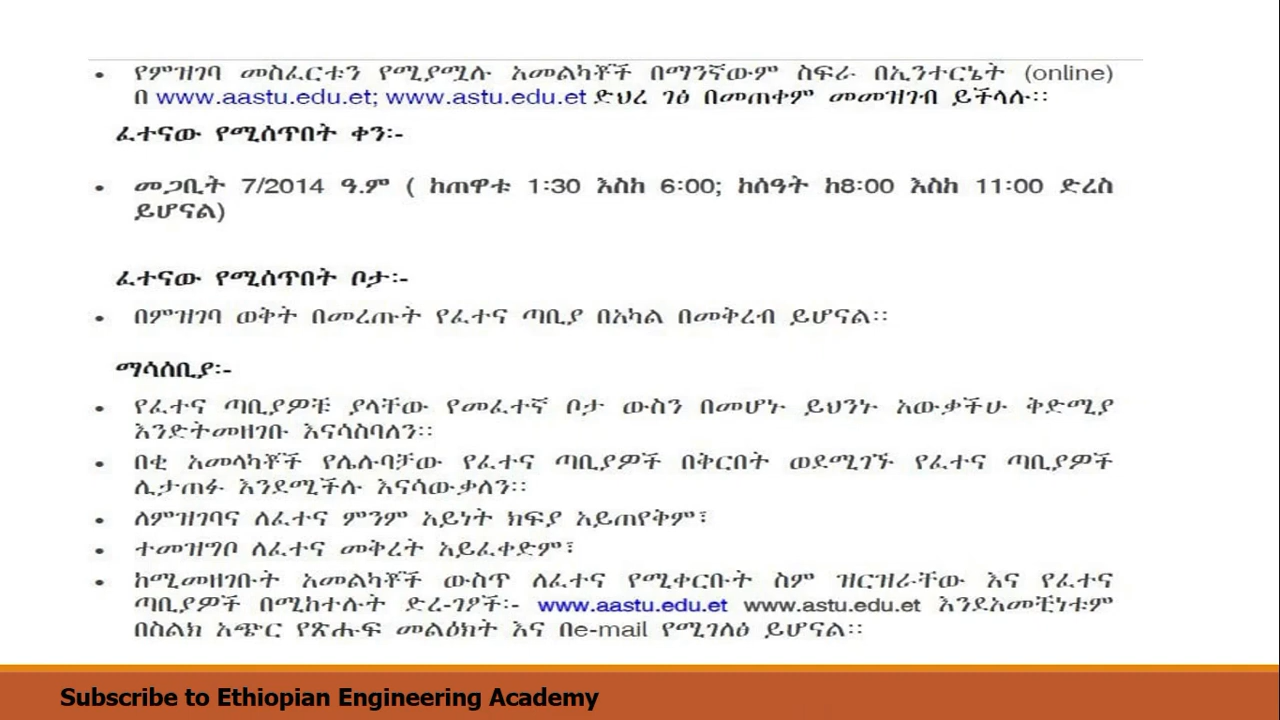 • የምዝገባ መስፈርቱን የሚያሟሉ አመልካቾች በማንኛውም ስፍራ በኢንተርኔት (online)
በ www.aastu.edu.et; www.astu.edu.et ድህረ ገፅ በመጠቀም መመዝገብ ይችላሉ፡፡
ፈተናው የሚሰጥበት ቀን፡-
• መጋቢት 7/2014 ዓ.ም ( ከጠዋቱ 1፡30 እስከ 6፡00; ከሰዓት ከ8፡00 እስከ 11፡00 ድረስ
ይሆናል)
ፈተናው የሚሰጥበት ቦታ፡-
• በምዝገባ ወቅት በመረጡት የፈተና ጣቢያ በአካል በመቅረብ ይሆናል፡፡
ማሳሰቢያ፡-
• የፈተና ጣቢያዎቹ ያላቸው የመፈተኛ ቦታ ውስን በመሆኑ ይህንኑ አውቃችሁ ቅድሚያ
እንድትመዘገቡ እናሳስባለን፡፡
• በቂ አመላካቾች የሌሉባቻው የፈተና ጣቢያዎች በቅርበት ወደሚገኙ የፈተና ጣቢያዎች
ሊታጠፉ እንደሚችሉ እናሳውቃለን፡፡
• ለምዝገባና ለፈተና ምንም አይነት ክፍያ አይጠየቅም፣
• ተመዝግቦ ለፈተና መቅረት አይፈቀድም፣
• ከሚመዘገቡት አመልካቾች ውስጥ ለፈተና የሚቀርቡት ስም ዝርዝራቸው እና የፈተና
ጣቢያዎች በሚከተሉት ድረ-ገፆች፡- www.aastu.edu.et www.astu.edu.et እንደአመቺነቱም
በስልክ አጭር የጽሑፍ መልዕክት እና በe-mail የሚገለፅ ይሆናል፡፡
Subscribe to Ethiopian Engineering Academy